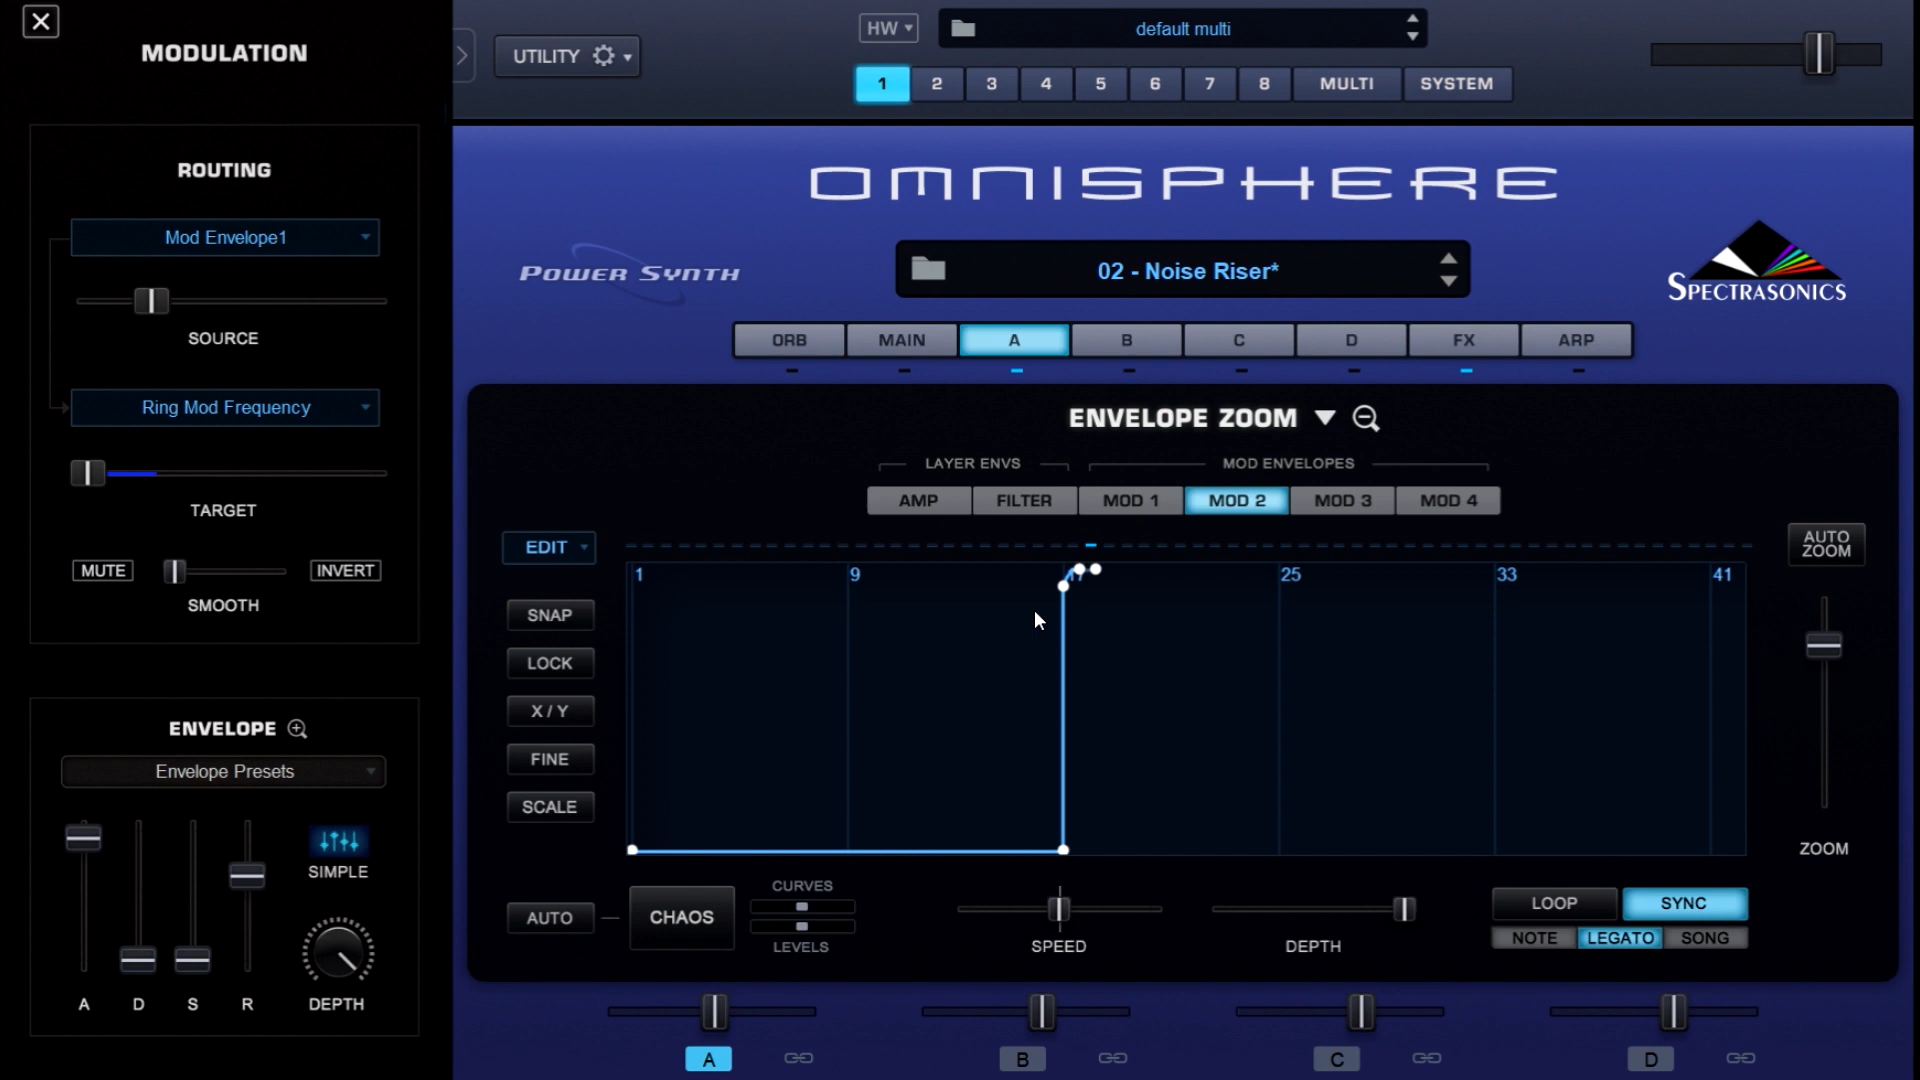 MODULATION
ROUTING
Mod Envelope1
SOURCE
Ring Mod Frequency
TARGET
MUTE
INVERT
SMOOTH
ENVELOPE
Envelope Presets
SIMPLE
A D S R DEPTH
UTILITY
HW
default multi
1 2 3 4 5 6 7 8 MULTI SYSTEM
OMNISPHERE
POWER SYNTH
02 - Noise Riser*
SPECTRASONICS
ORB MAIN A B C D FX ARP
ENVELOPE ZOOM
LAYER ENVS MOD ENVELOPES
AMP FILTER MOD 1 MOD 2 MOD 3 MOD 4
EDIT
AUTO
ZOOM
1 9 17 25 33 41
SNAP
LOCK
X / Y
FINE
SCALE
ZOOM
AUTO
CHAOS
CURVES
LEVELS
SPEED
DEPTH
LOOP SYNC
NOTE LEGATO SONG
A B C D